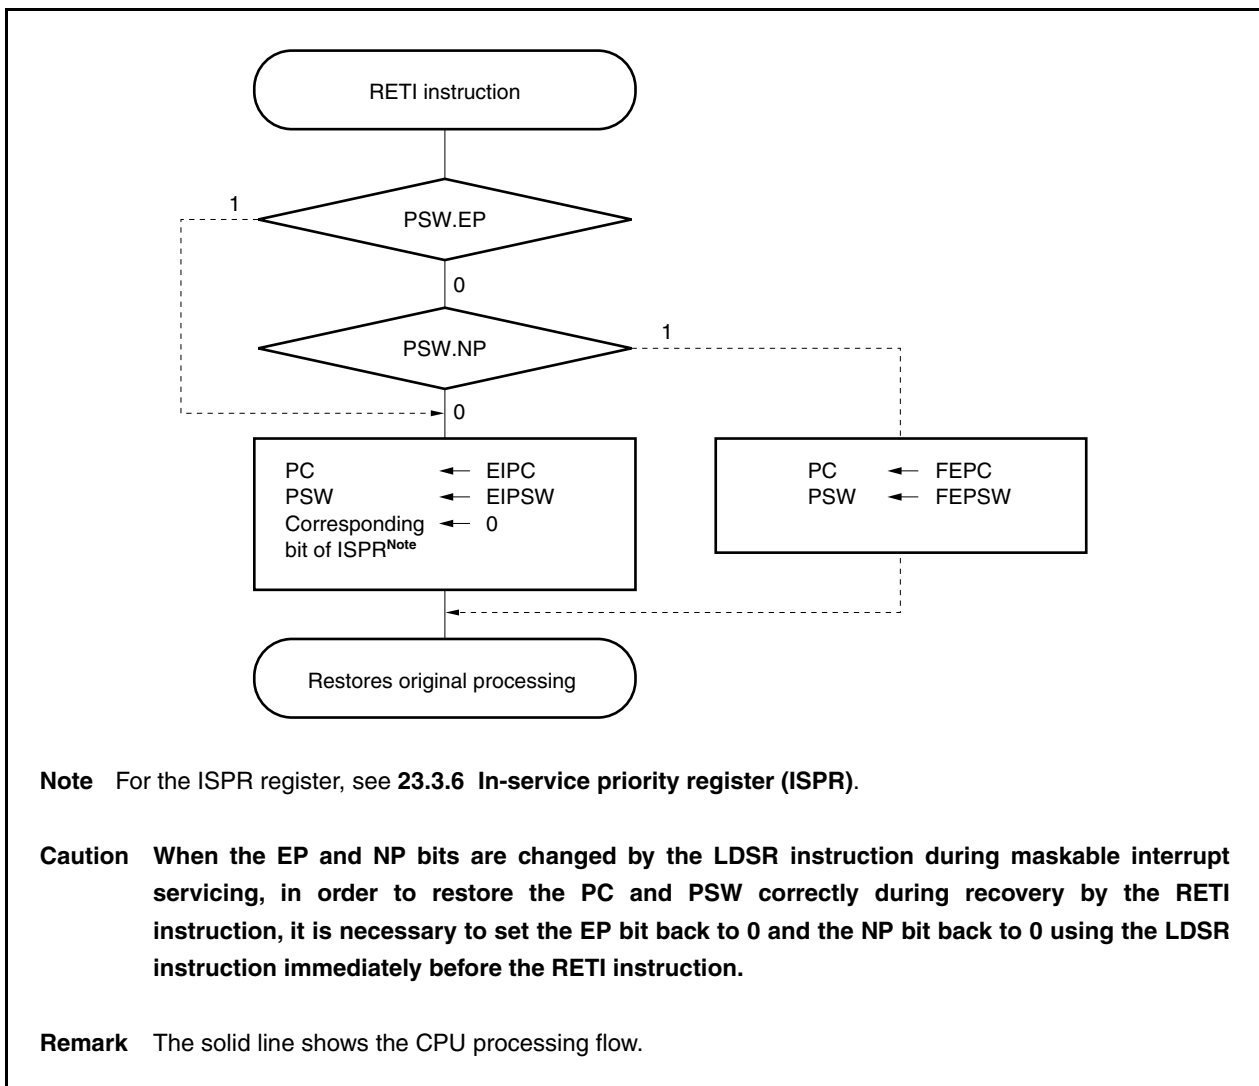 RETI instruction
1
PSW.EP
0
1
PSW.NP
0
PC ← EIPC
PSW ← EIPSW
Corresponding ← 0
bit of ISPRNote
PC ← FEPC
PSW ← FEPSW
Restores original processing
Note For the ISPR register, see 23.3.6 In-service priority register (ISPR).
Caution When the EP and NP bits are changed by the LDSR instruction during maskable interrupt
servicing, in order to restore the PC and PSW correctly during recovery by the RETI
instruction, it is necessary to set the EP bit back to 0 and the NP bit back to 0 using the LDSR
instruction immediately before the RETI instruction.
Remark The solid line shows the CPU processing flow.